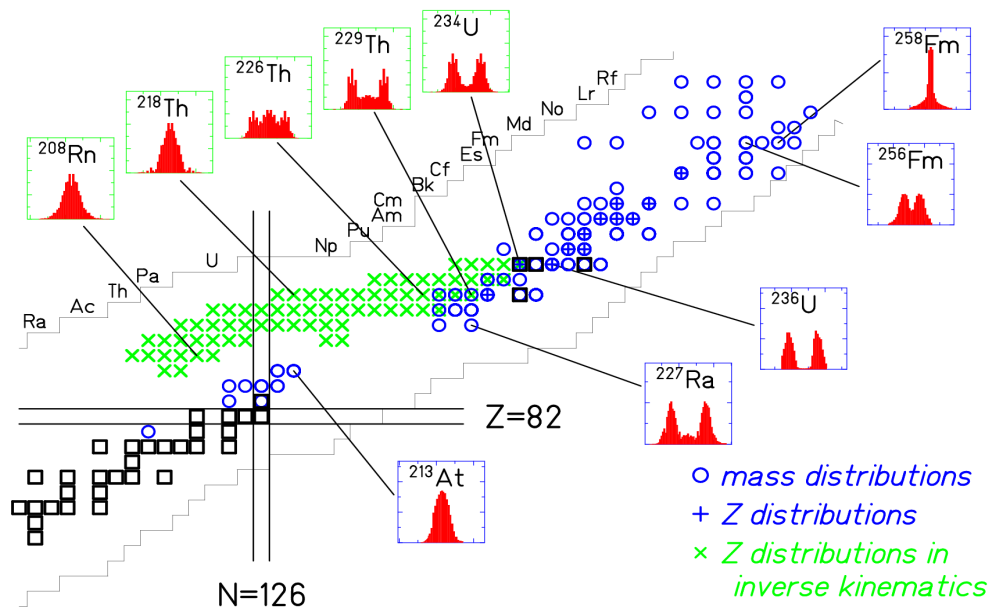 ²³⁴U
²²⁹Th
²²⁶Th
²¹⁸Th
²⁰⁸Rn
²⁵⁸Fm
²⁵⁶Fm
Rf
Lr
No
Md
Fm
Es
Cf
Bk
Cm
Am
Pu
Np
U
Pa
Th
Ac
Ra
²³⁶U
²²⁷Ra
Z=82
²¹³At
N=126
mass distributions
Z distributions
Z distributions in
inverse kinematics